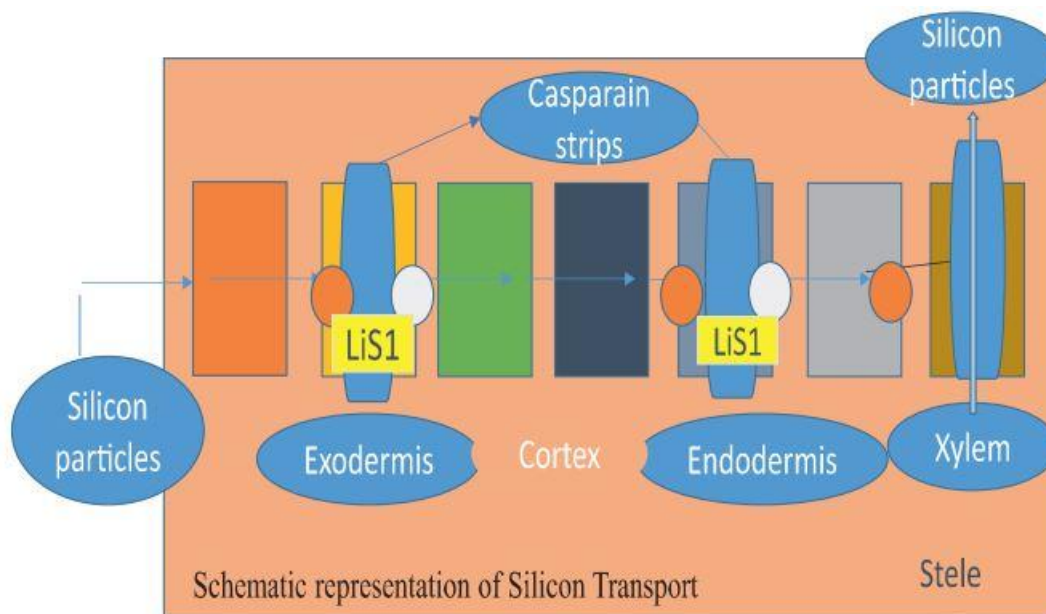 Silicon
particles
Casparain
strips
LiS1
LiS1
Silicon
particles
Exodermis
Cortex
Endodermis
Xylem
Schematic representation of Silicon Transport
Stele